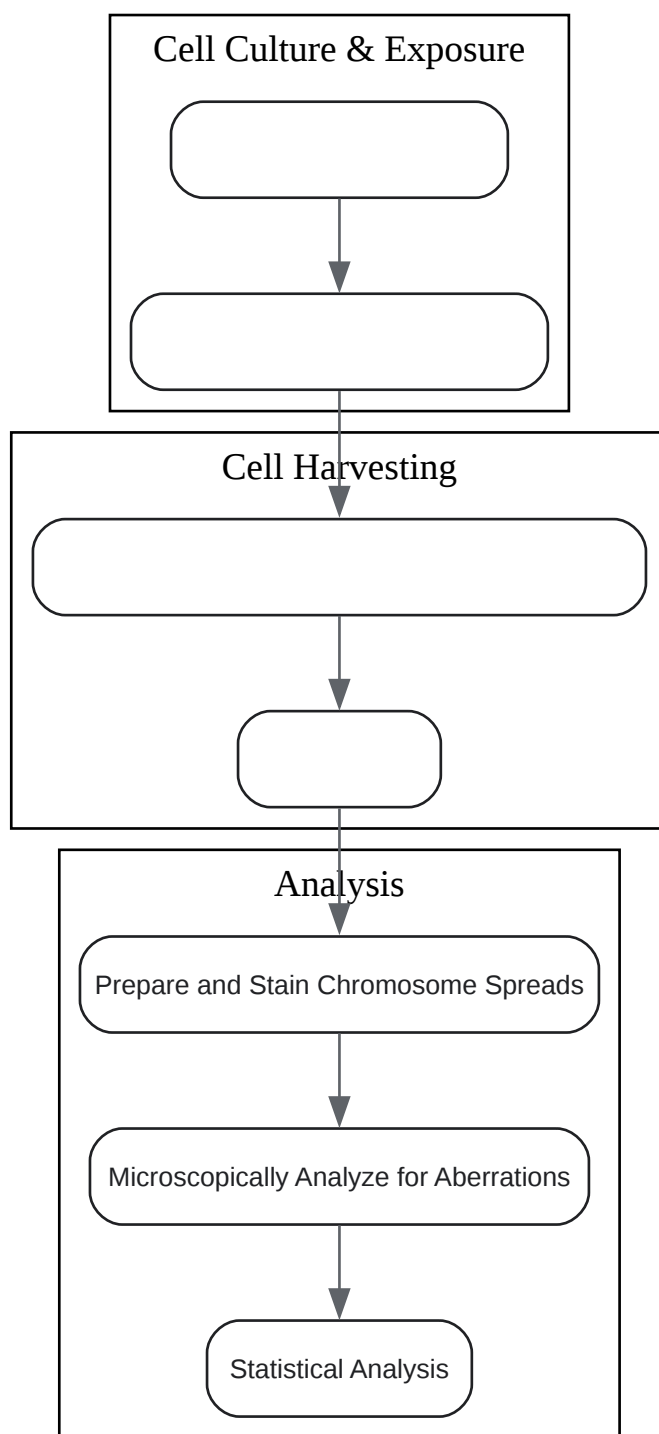 Cell Culture & Exposure
Cell Harvesting
Analysis
Prepare and Stain Chromosome Spreads
Microscopically Analyze for Aberrations
Statistical Analysis